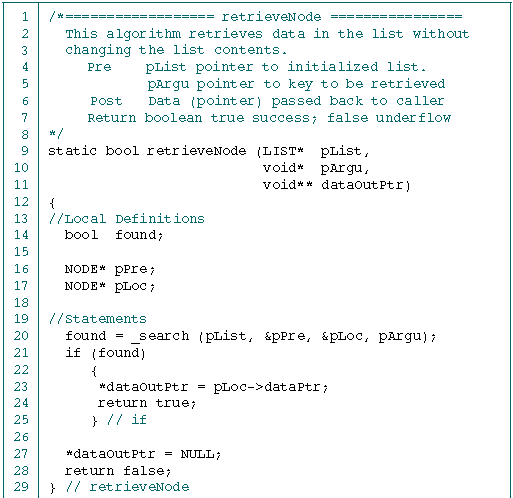 1 /*================== retrieveNode ================
2 This algorithm retrieves data in the list without
3 changing the list contents.
4 Pre pList pointer to initialized list.
5 pArgu pointer to key to be retrieved
6 Post Data (pointer) passed back to caller
7 Return boolean true success; false underflow
8 */
9 static bool retrieveNode (LIST* pList,
10 void* pArgu,
11 void** dataOutPtr)
12 {
13 //Local Definitions
14 bool found;
15
16 NODE* pPre;
17 NODE* pLoc;
18
19 //Statements
20 found = _search (pList, &pPre, &pLoc, pArgu);
21 if (found)
22 {
23 *dataOutPtr = pLoc->dataPtr;
24 return true;
25 } // if
26
27 *dataOutPtr = NULL;
28 return false;
29 } // retrieveNode